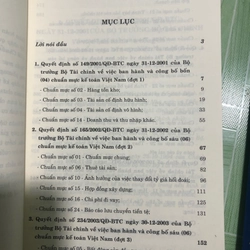 MỤC LỤC
Lời nói đầu 3
1. Quyết định số 149/2001/QĐ-BTC ngày 31-12-2001 của Bộ
trưởng Bộ Tài chính về việc ban hành và công bố bốn
(04) chuẩn mực kế toán Việt Nam (đợt 1) 7
- Chuẩn mực số 02 - Hàng tồn kho
- Chuẩn mực số 03 - Tài sản cố định hữu hình
- Chuẩn mực số 04 - Tài sản cố định vô hình
- Chuẩn mực số 14 - Doanh thu và thu nhập khác
2. Quyết định số 165/2002/QĐ-BTC ngày 31-12-2002 của Bộ
trưởng Bộ Tài chính về việc ban hành và công bố sáu (06)
chuẩn mực kế toán Việt Nam (đợt 2) 67
- Chuẩn mực số 01 - Chuẩn mực chung 69
- Chuẩn mực số 06 - Thuê tài sản
- Chuẩn mực số 10 - Ảnh hưởng của việc thay đổi tỷ giá hối đoái 96
- Chuẩn mực số 15 - Hợp đồng xây dựng 111
- Chuẩn mực số 16 - Chi phí đi vay
- Chuẩn mực số 24 - Báo cáo lưu chuyển tiền tệ 131
3. Quyết định số 234/2003/QĐ-BTC ngày 30-12-2003 của Bộ
trưởng Bộ Tài chính về việc ban hành và công bố sáu (06)
chuẩn mực kế toán Việt Nam (đợt 3) 153